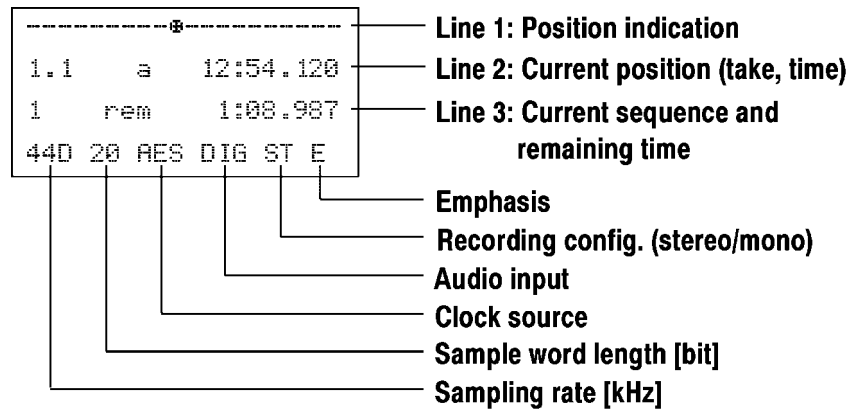 Line 1: Position indication
1.1 a 12:54.120 Line 2: Current position (take, time)
1 rem 1:08.987 Line 3: Current sequence and
remaining time
44D 20 AES DIG ST E
Emphasis
Recording config. (stereo/mono)
Audio input
Clock source
Sample word length [bit]
Sampling rate [kHz]